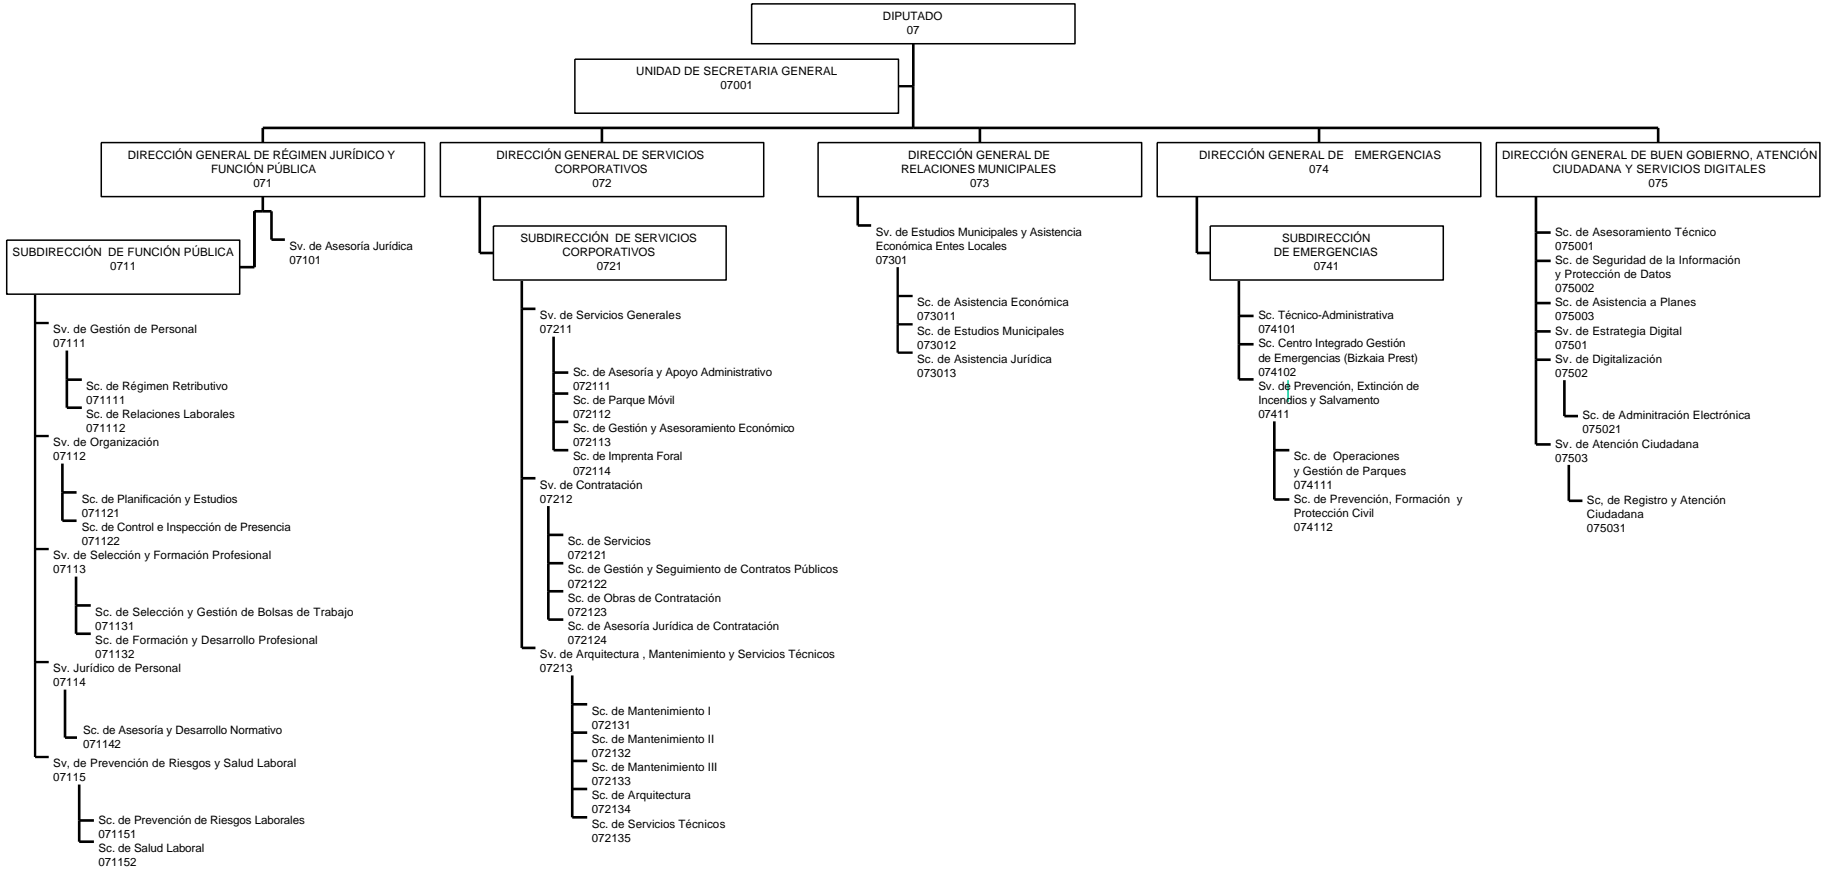 DIPUTADO
07
UNIDAD DE SECRETARIA GENERAL
07001
DIRECCIÓN GENERAL DE RÉGIMEN JURÍDICO Y
FUNCIÓN PÚBLICA
071
SUBDIRECCIÓN DE FUNCIÓN PÚBLICA
0711
Sv. de Asesoría Jurídica
07101
Sv. de Gestión de Personal
07111
Sc. de Régimen Retributivo
071111
Sc. de Relaciones Laborales
071112
Sv. de Organización
07112
Sc. de Planificación y Estudios
071121
Sc. de Control e Inspección de Presencia
071122
Sv. de Selección y Formación Profesional
07113
Sc. de Selección y Gestión de Bolsas de Trabajo
071131
Sc. de Formación y Desarrollo Profesional
071132
Sv. Jurídico de Personal
07114
Sc. de Asesoría y Desarrollo Normativo
071142
Sv, de Prevención de Riesgos y Salud Laboral
07115
Sc. de Prevención de Riesgos Laborales
071151
Sc. de Salud Laboral
071152
DIRECCIÓN GENERAL DE SERVICIOS
CORPORATIVOS
072
SUBDIRECCIÓN DE SERVICIOS
CORPORATIVOS
0721
Sv. de Servicios Generales
07211
Sc. de Asesoría y Apoyo Administrativo
072111
Sc. de Parque Móvil
072112
Sc. de Gestión y Asesoramiento Económico
072113
Sc. de Imprenta Foral
072114
Sv. de Contratación
07212
Sc. de Servicios
072121
Sc. de Gestión y Seguimiento de Contratos Públicos
072122
Sc. de Obras de Contratación
072123
Sc. de Asesoría Jurídica de Contratación
072124
Sv. de Arquitectura , Mantenimiento y Servicios Técnicos
07213
Sc. de Mantenimiento I
072131
Sc. de Mantenimiento II
072132
Sc. de Mantenimiento III
072133
Sc. de Arquitectura
072134
Sc. de Servicios Técnicos
072135
DIRECCIÓN GENERAL DE
RELACIONES MUNICIPALES
073
Sv. de Estudios Municipales y Asistencia
Económica Entes Locales
07301
Sc. de Asistencia Económica
073011
Sc. de Estudios Municipales
073012
Sc. de Asistencia Jurídica
073013
DIRECCIÓN GENERAL DE EMERGENCIAS
074
SUBDIRECCIÓN
DE EMERGENCIAS
0741
Sc. Técnico-Administrativa
074101
Sc. Centro Integrado Gestión
de Emergencias (Bizkaia Prest)
074102
Sv. de Prevención, Extinción de
Incendios y Salvamento
07411
Sc. de Operaciones
y Gestión de Parques
074111
Sc. de Prevención, Formación y
Protección Civil
074112
DIRECCIÓN GENERAL DE BUEN GOBIERNO, ATENCIÓN
CIUDADANA Y SERVICIOS DIGITALES
075
Sc. de Asesoramiento Técnico
075001
Sc. de Seguridad de la Información
y Protección de Datos
075002
Sc. de Asistencia a Planes
075003
Sv. de Estrategia Digital
07501
Sv. de Digitalización
07502
Sc. de Adminitración Electrónica
075021
Sv. de Atención Ciudadana
07503
Sc, de Registro y Atención
Ciudadana
075031